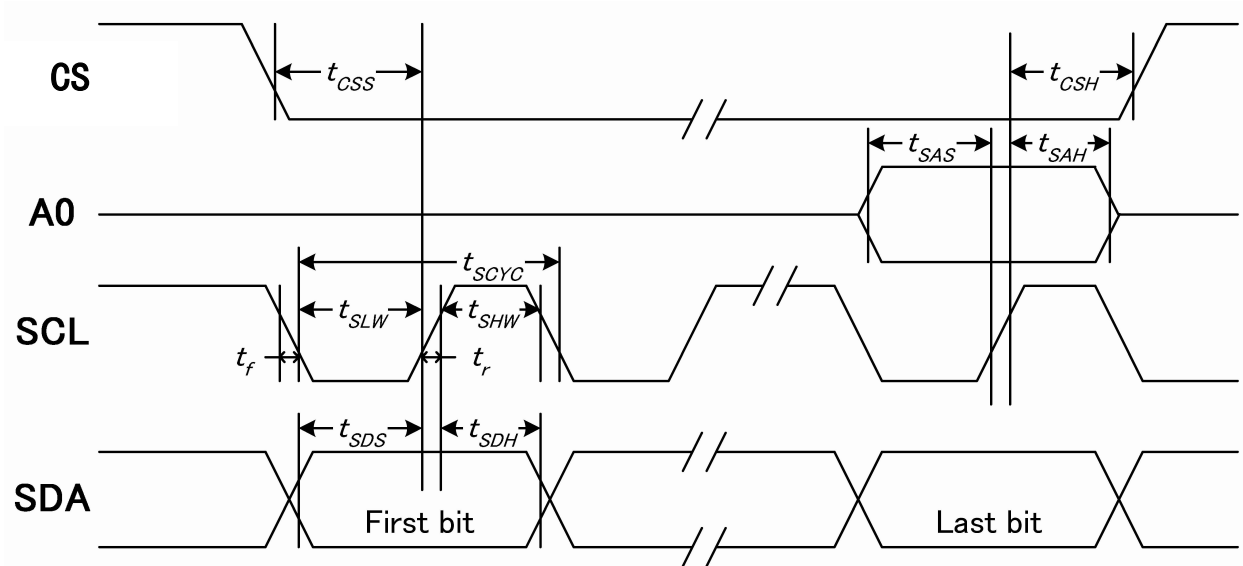 CS
tCSS
tCSH
tSAS
tSAH
A0
tSCYC
SCL
tSLW
tSHW
tf
tr
tSDS
tSDH
SDA
First bit
Last bit